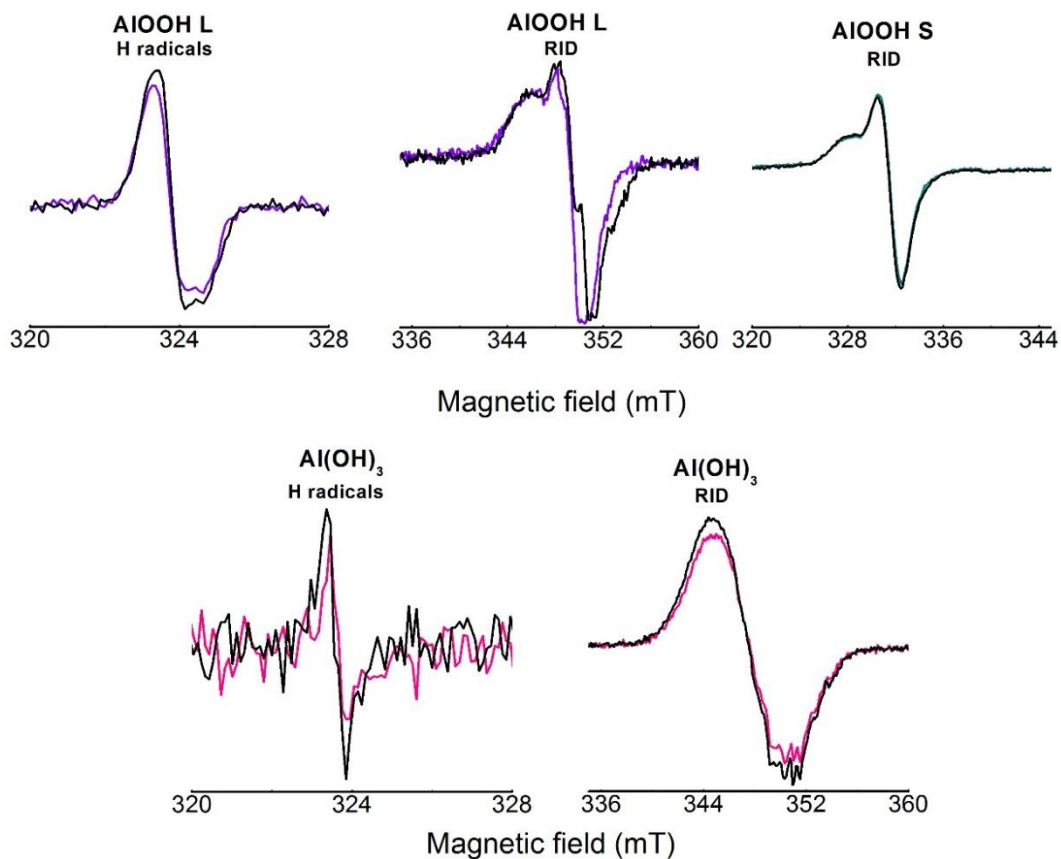 AlOOH L
H radicals
AlOOH L
RID
AlOOH S
RID
320 324 328
336 344 352 360
320 328 336 344
Magnetic field (mT)
Al(OH)₃
H radicals
Al(OH)₃
RID
320 324 328
336 344 352 360
Magnetic field (mT)